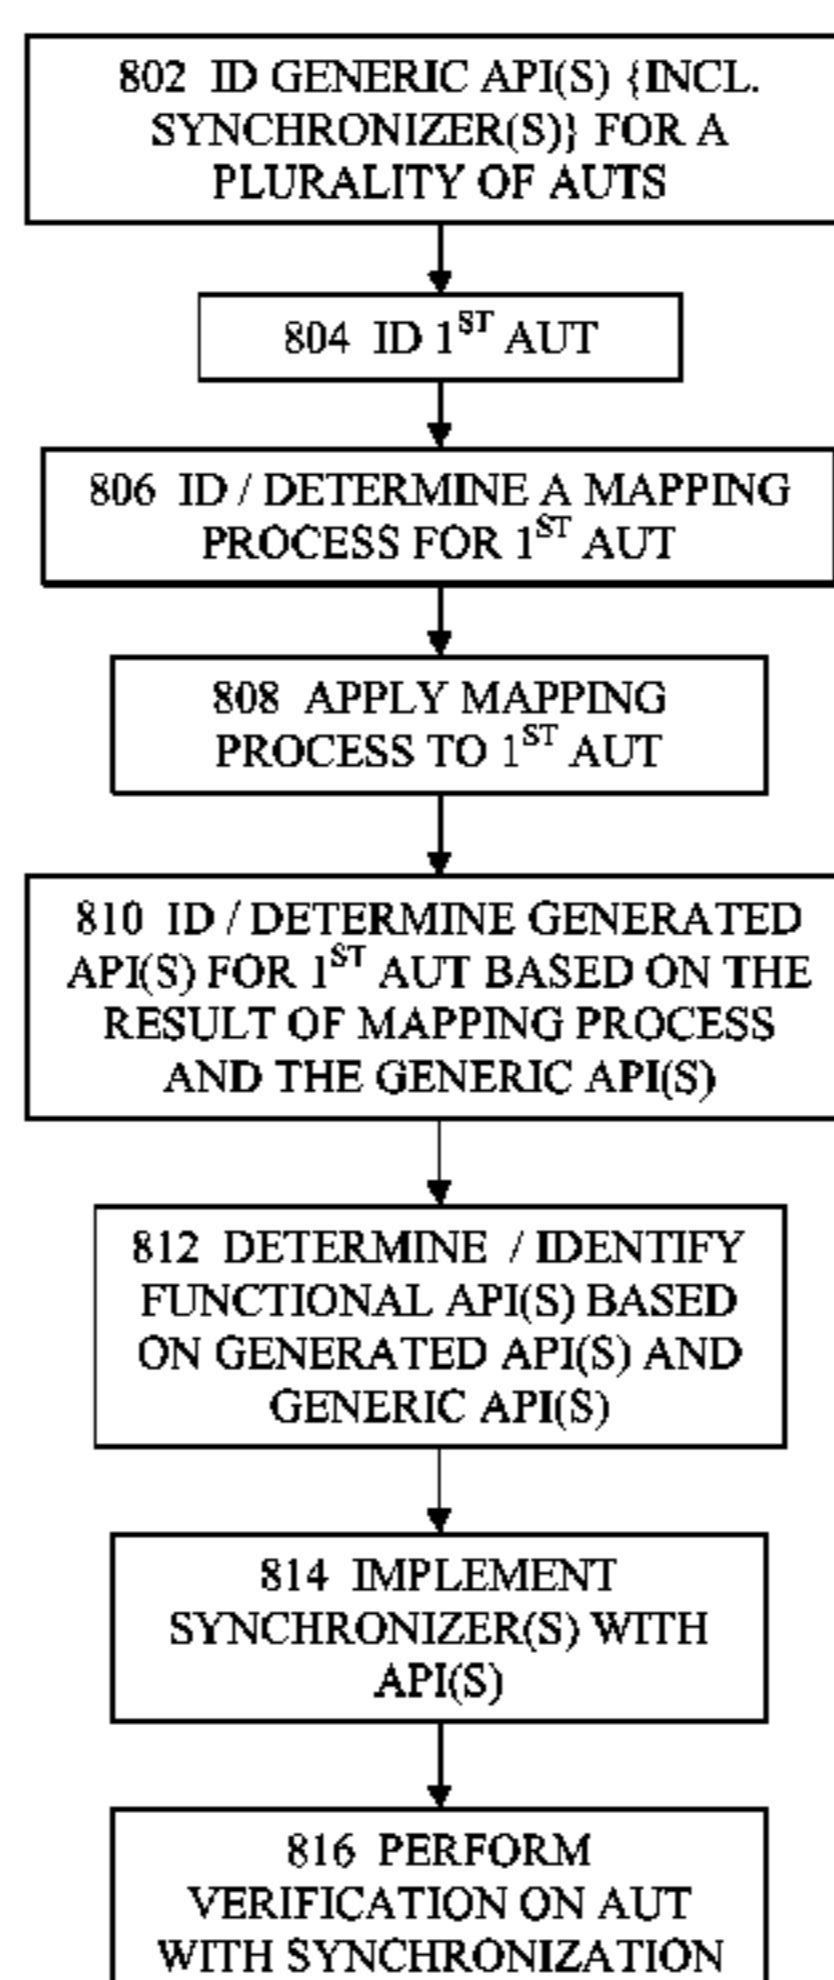 802 ID GENERIC API(S) {INCL.
SYNCHRONIZER(S)} FOR A
PLURALITY OF AUTS
804 ID 1ST AUT
806 ID / DETERMINE A MAPPING
PROCESS FOR 1ST AUT
808 APPLY MAPPING
PROCESS TO 1ST AUT
810 ID / DETERMINE GENERATED
API(S) FOR 1ST AUT BASED ON THE
RESULT OF MAPPING PROCESS
AND THE GENERIC API(S)
812 DETERMINE / IDENTIFY
FUNCTIONAL API(S) BASED
ON GENERATED API(S) AND
GENERIC API(S)
814 IMPLEMENT
SYNCHRONIZER(S) WITH
API(S)
816 PERFORM
VERIFICATION ON AUT
WITH SYNCHRONIZATION